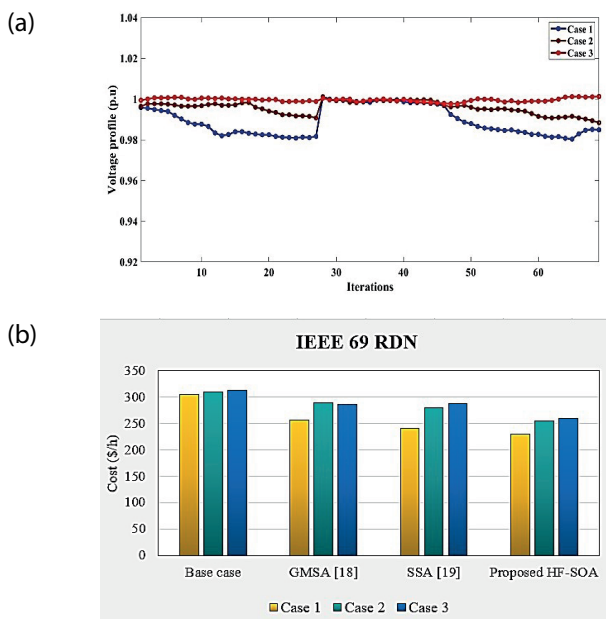 (a)
1.04
1.02
1
0.98
0.96
0.94
0.92
Voltage profile (p.u)
10
20
30
40
50
60
Iterations
Case 1
Case 2
Case 3
(b)
IEEE 69 RDN
350
300
250
200
150
100
50
0
Cost ($/h)
Base case
GMSA [18]
SSA [19]
Proposed HF-SOA
Case 1
Case 2
Case 3